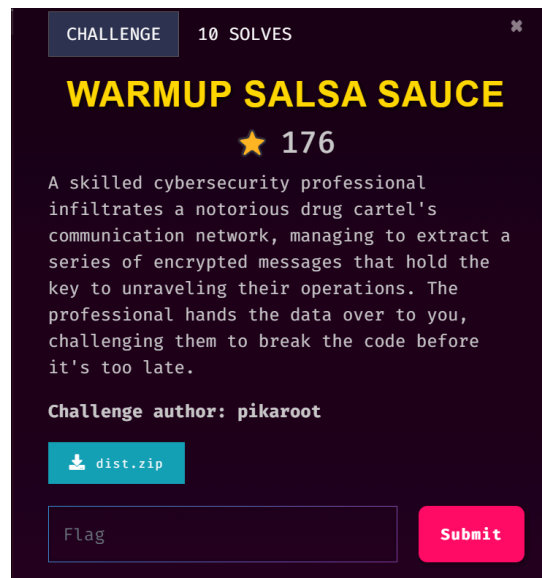 CHALLENGE 10 SOLVES ✖
WARMUP SALSA SAUCE
⭐ 176
A skilled cybersecurity professional
infiltrates a notorious drug cartel's
communication network, managing to extract a
series of encrypted messages that hold the
key to unraveling their operations. The
professional hands the data over to you,
challenging them to break the code before
it's too late.
Challenge author: pikaroot
dist.zip
Flag Submit